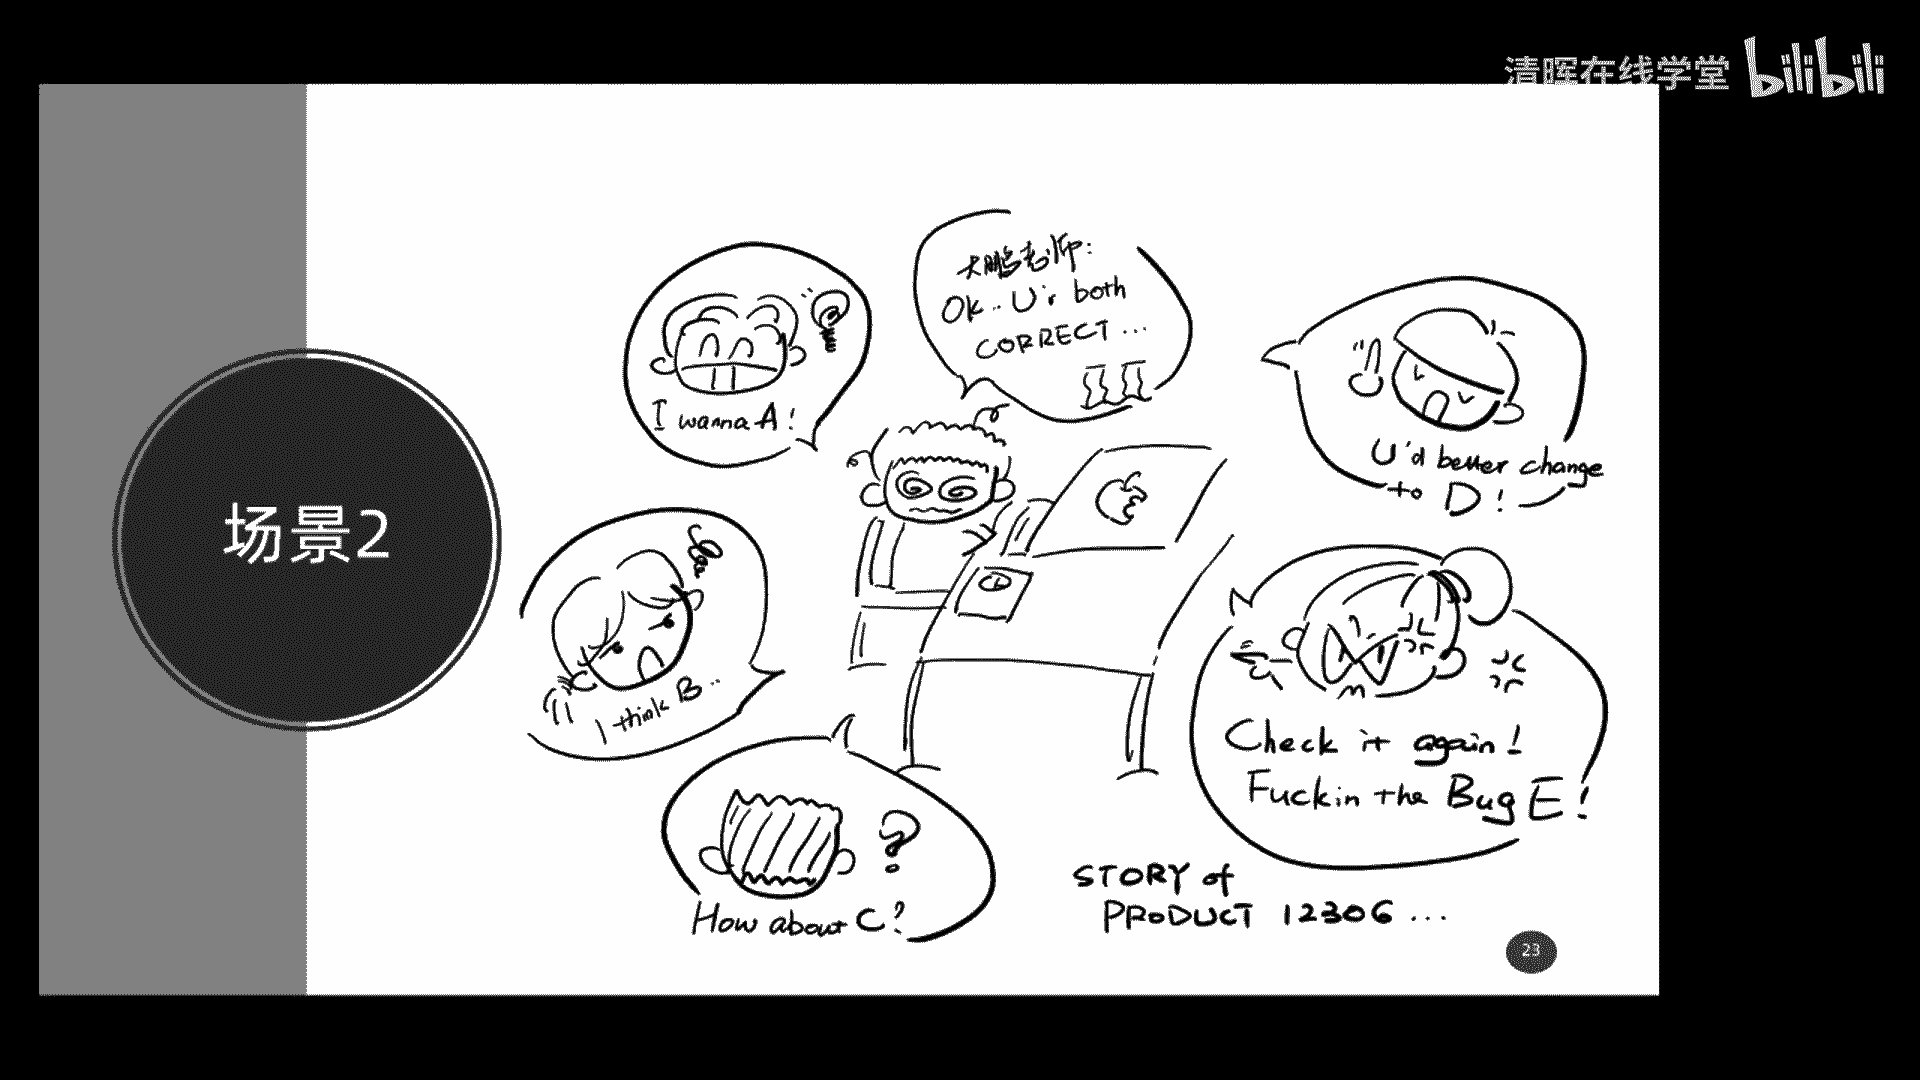 清晖在线学堂 bilibili
场景2
I wanna A!
大鹏老师:
Ok.. U'r both
CORRECT ...
U'd better change
to D!
I think B..
How about C?
Check it again!
Fuckin the Bug E!
STORY of
PRODUCT 12306 ...
23